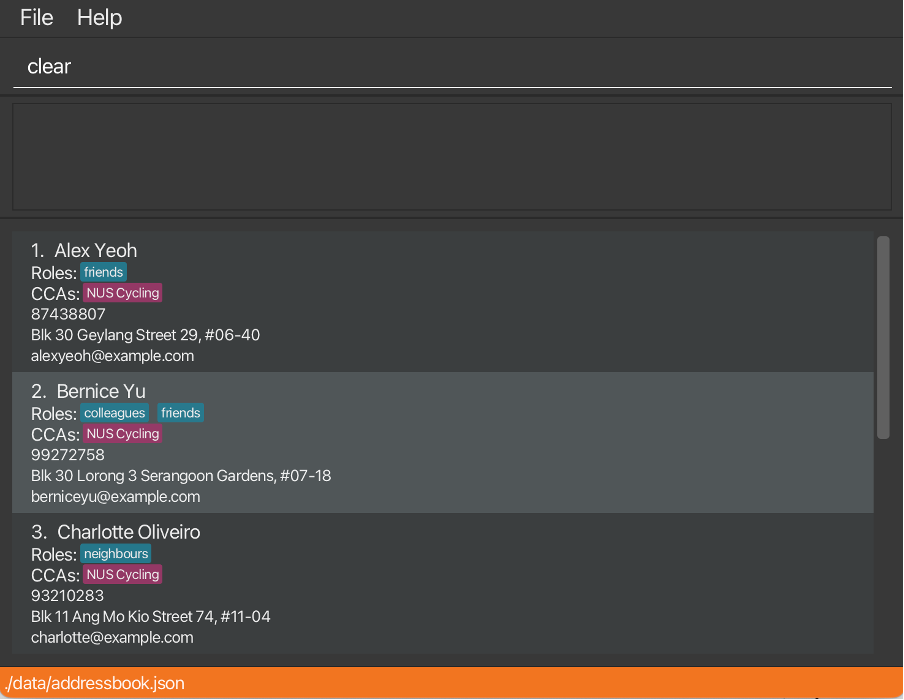 File Help
clear
1. Alex Yeoh
Roles: friends
CCAs: NUS Cycling
87438807
Blk 30 Geylang Street 29, #06-40
alexyeoh@example.com
2. Bernice Yu
Roles: colleagues friends
CCAs: NUS Cycling
99272758
Blk 30 Lorong 3 Serangoon Gardens, #07-18
berniceyu@example.com
3. Charlotte Oliveiro
Roles: neighbours
CCAs: NUS Cycling
93210283
Blk 11 Ang Mo Kio Street 74, #11-04
charlotte@example.com
./data/addressbook.json